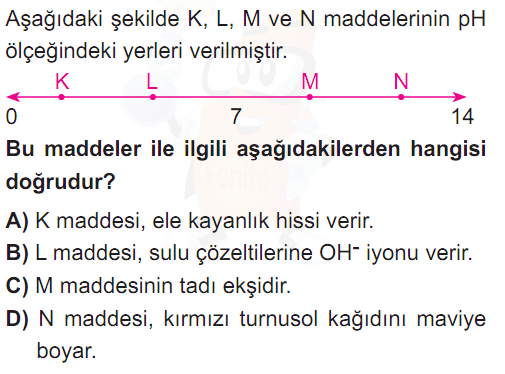 Aşağıdaki şekilde K, L, M ve N maddelerinin pH
ölçeğindeki yerleri verilmiştir.
K L M N
0 7 14
Bu maddeler ile ilgili aşağıdakilerden hangisi
doğrudur?
A) K maddesi, ele kayanlık hissi verir.
B) L maddesi, sulu çözeltilerine OH⁻ iyonu verir.
C) M maddesinin tadı ekşidir.
D) N maddesi, kırmızı turnusol kağıdını maviye
boyar.